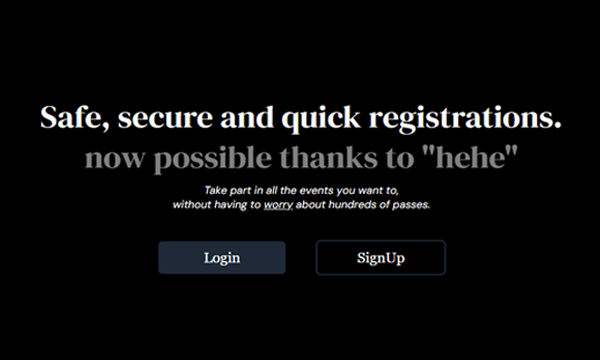 Safe, secure and quick registrations.
now possible thanks to "hehe"
Take part in all the events you want to,
without having to worry about hundreds of passes.
Login
SignUp